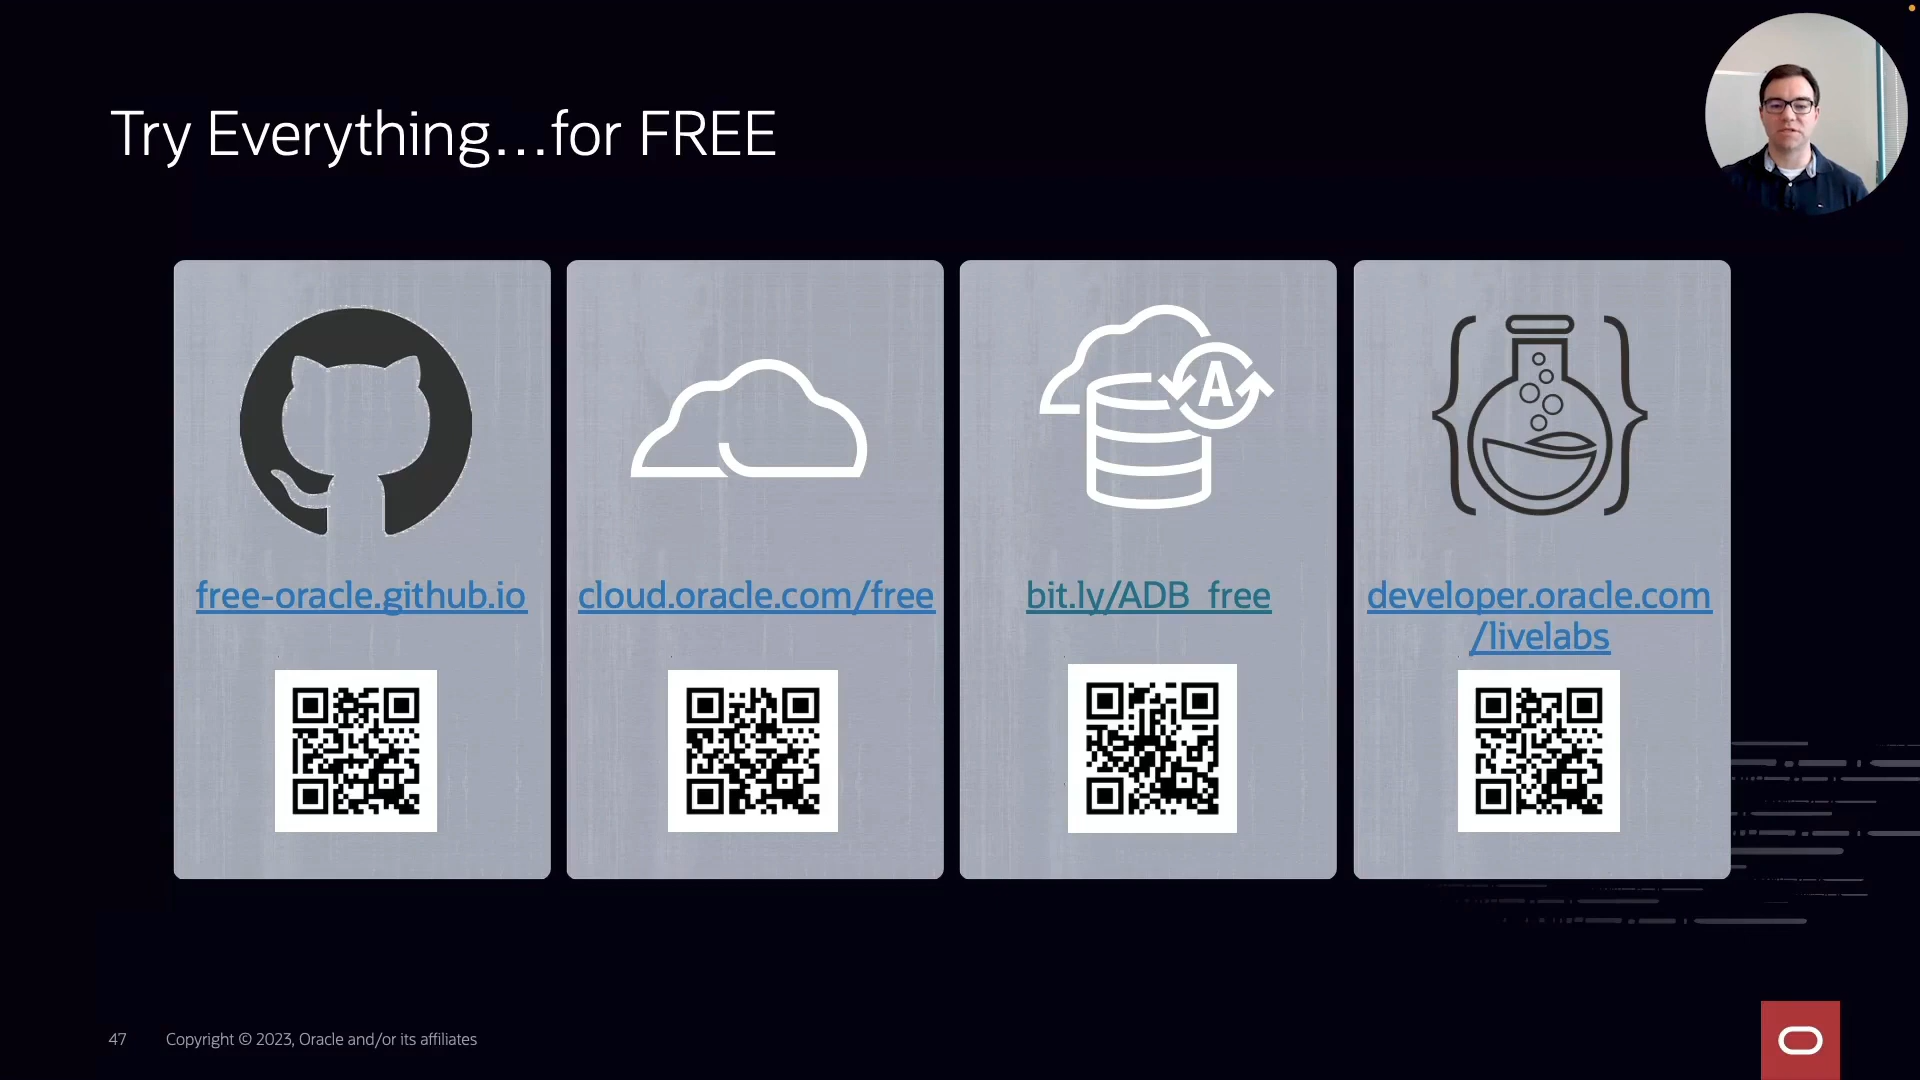 Try Everything...for FREE
A
free-oracle.github.io
cloud.oracle.com/free
bit.ly/ADB_free
developer.oracle.com
/livelabs
47
Copyright © 2023, Oracle and/or its affiliates